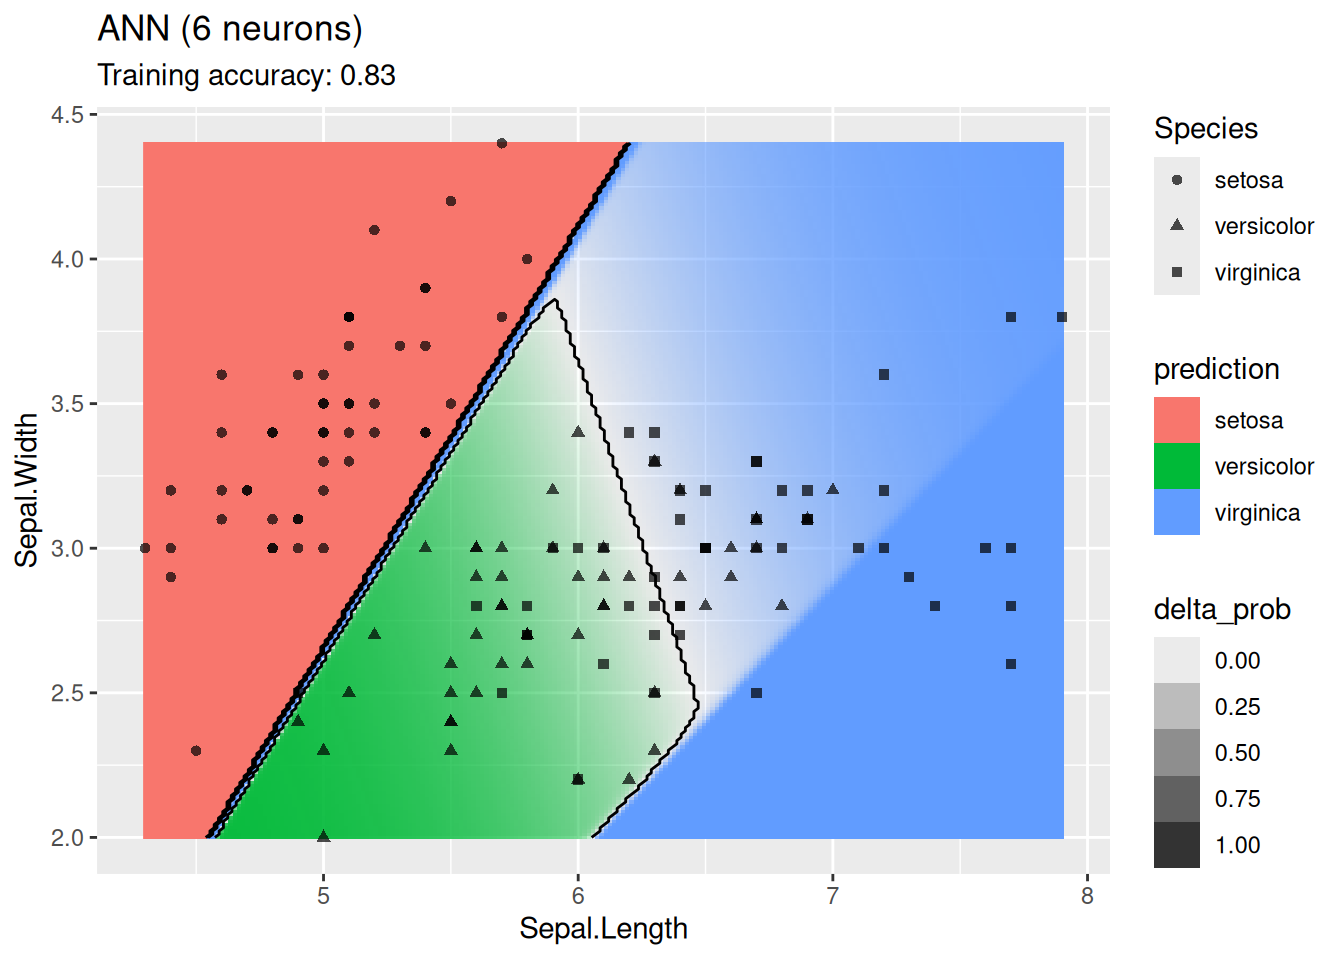 ANN (6 neurons)
Training accuracy: 0.83
4.5
4.0
3.5
3.0
2.5
2.0
Sepal.Width
5 6 7 8
Sepal.Length
Species
setosa
versicolor
virginica
prediction
setosa
versicolor
virginica
delta_prob
0.00
0.25
0.50
0.75
1.00